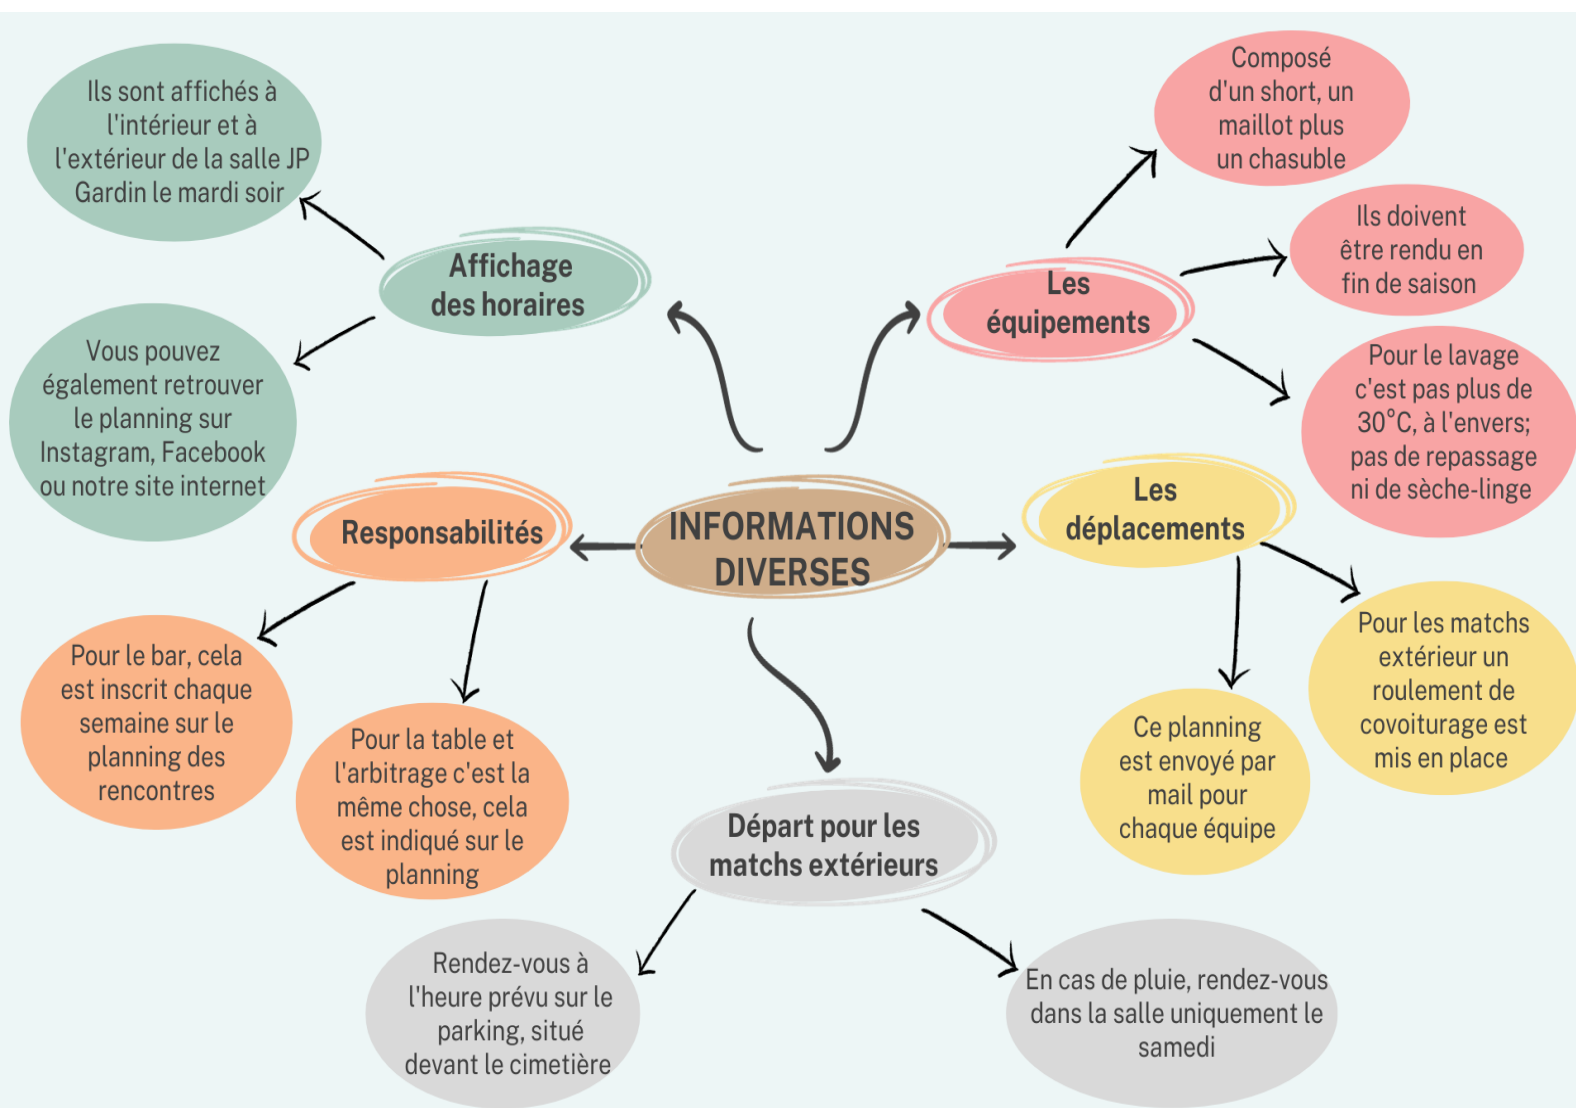 Ils sont affichés à
l'intérieur et à
l'extérieur de la salle JP
Gardin le mardi soir
Affichage
des horaires
Vous pouvez
également retrouver
le planning sur
Instagram, Facebook
ou notre site internet
Composé
d'un short, un
maillot plus
un chasuble
Ils doivent
être rendu en
fin de saison
Les
équipements
Pour le lavage
c'est pas plus de
30°C, à l'envers;
pas de repassage
ni de sèche-linge
Responsabilités
INFORMATIONS
DIVERSES
Les
déplacements
Pour le bar, cela
est inscrit chaque
semaine sur le
planning des
rencontres
Pour la table et
l'arbitrage c'est la
même chose, cela
est indiqué sur le
planning
Pour les matchs
extérieur un
roulement de
covoiturage est
mis en place
Ce planning
est envoyé par
mail pour
chaque équipe
Départ pour les
matchs extérieurs
Rendez-vous à
l'heure prévu sur le
parking, situé
devant le cimetière
En cas de pluie, rendez-vous
dans la salle uniquement le
samedi